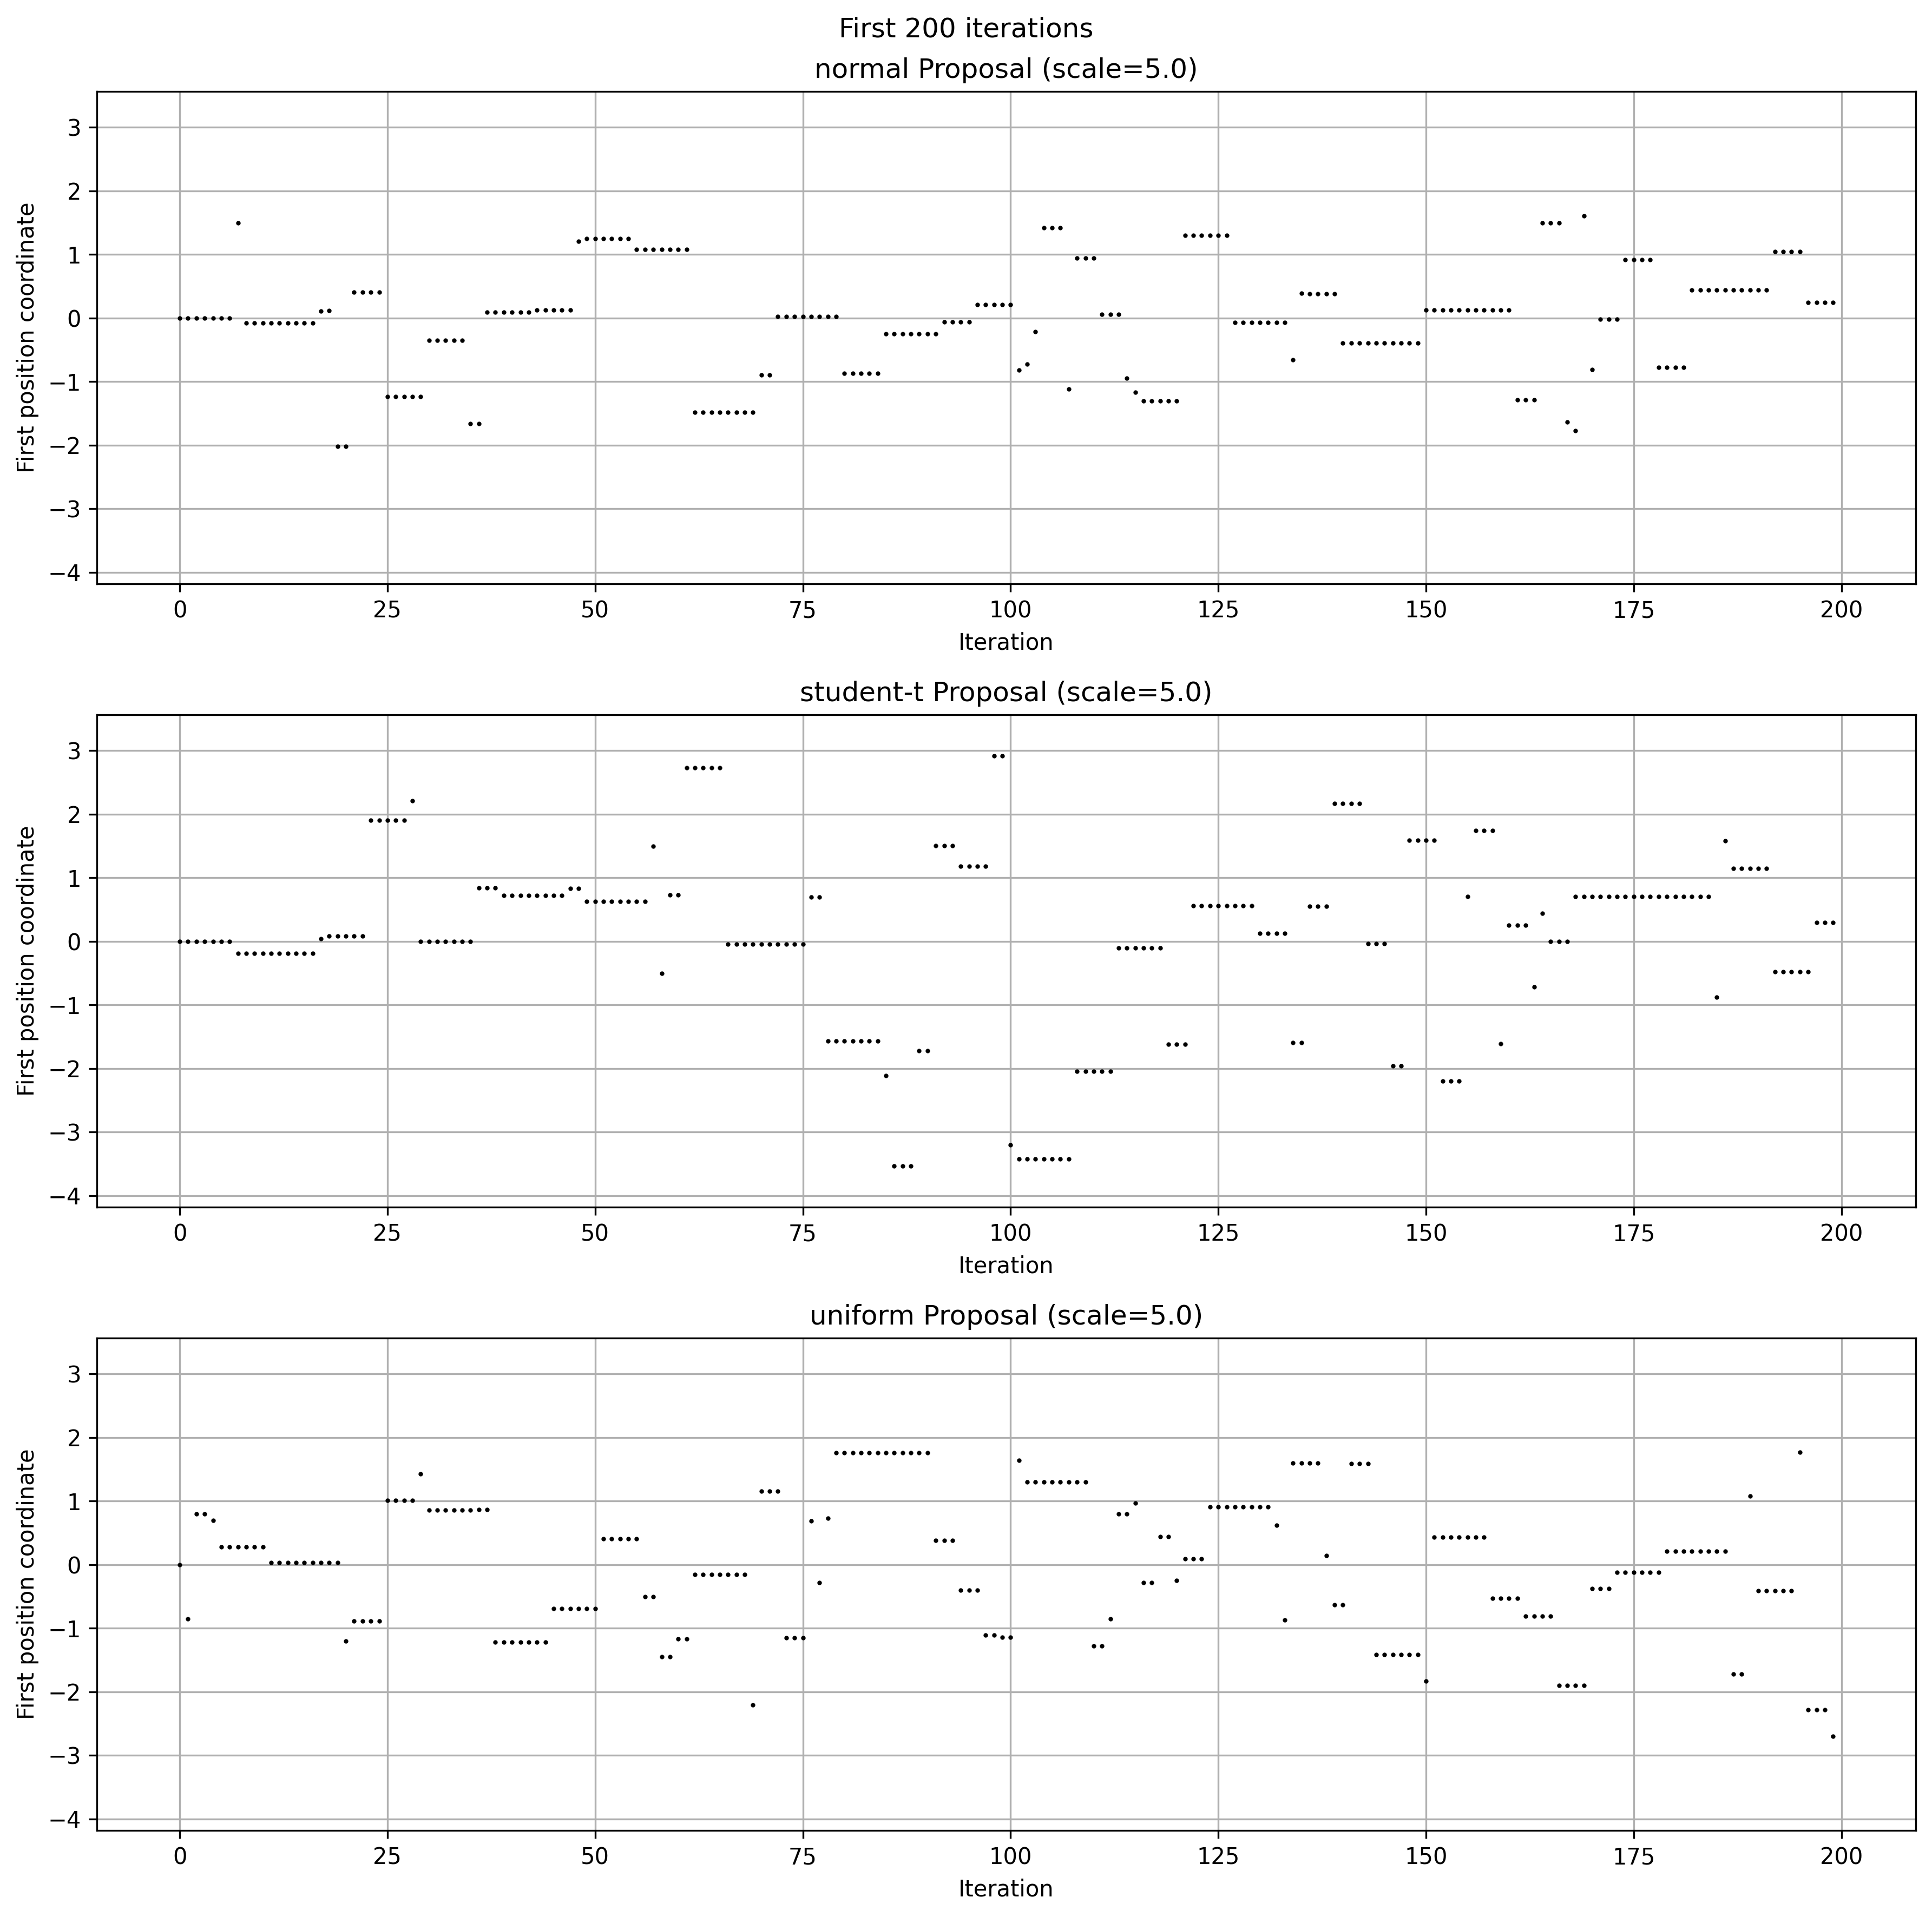 First 200 iterations
normal Proposal (scale=5.0)
First position coordinate
3
2
1
0
−1
−2
−3
−4
0 25 50 75 100 125 150 175 200
Iteration
student-t Proposal (scale=5.0)
First position coordinate
3
2
1
0
−1
−2
−3
−4
0 25 50 75 100 125 150 175 200
Iteration
uniform Proposal (scale=5.0)
First position coordinate
3
2
1
0
−1
−2
−3
−4
0 25 50 75 100 125 150 175 200
Iteration